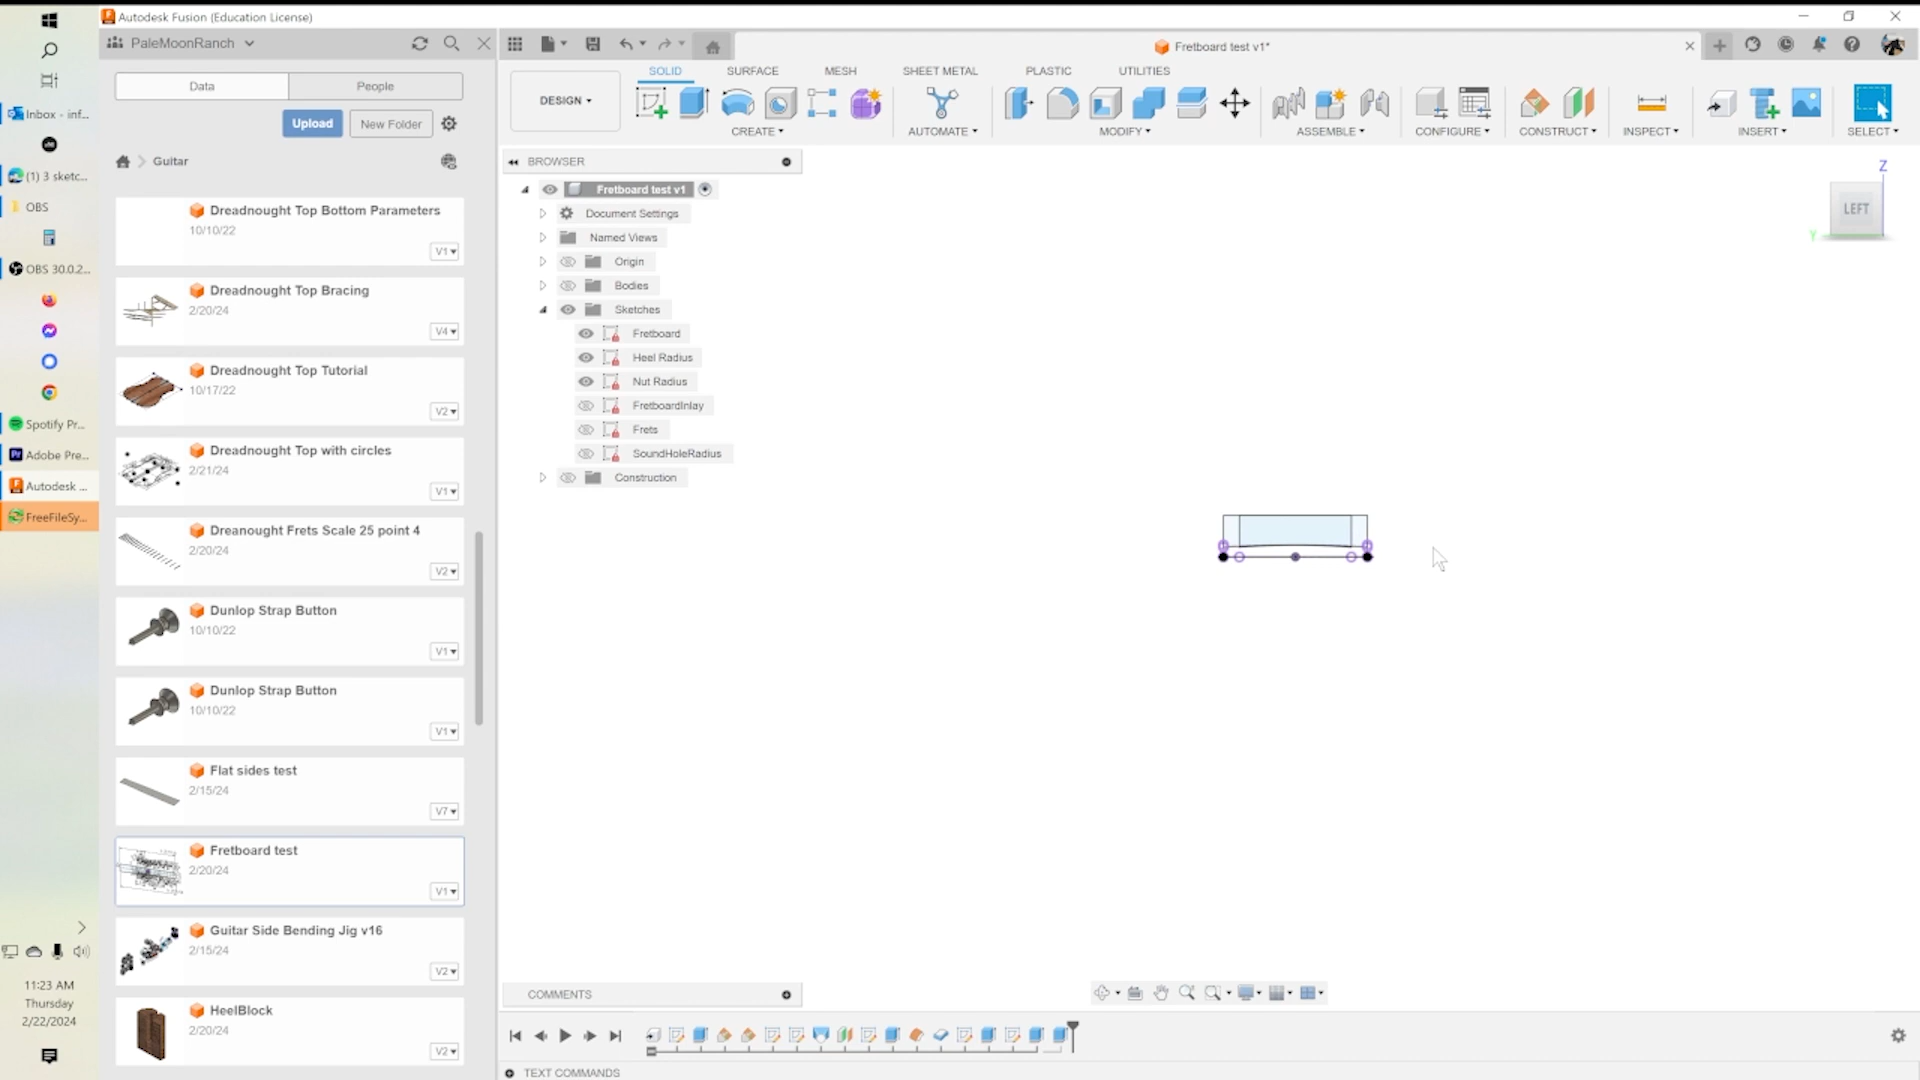 Autodesk Fusion (Education License)
PaleMoonRanch
Fretboard test v1*
Data
People
Upload
New Folder
Guitar
Inbox - inf...
(1) 3 sketc...
OBS
OBS 30.0.2...
Spotify Pr...
Adobe Pre...
Autodesk ...
FreeFileSy...
11:23 AM
Thursday
2/22/2024
Dreadnought Top Bottom Parameters
10/10/22
V1
Dreadnought Top Bracing
2/20/24
V4
Dreadnought Top Tutorial
10/17/22
V2
Dreadnought Top with circles
2/21/24
V1
Dreanought Frets Scale 25 point 4
2/20/24
V2
Dunlop Strap Button
10/10/22
V1
Dunlop Strap Button
10/10/22
V1
Flat sides test
2/15/24
V7
Fretboard test
2/20/24
V1
Guitar Side Bending Jig v16
2/15/24
V2
HeelBlock
2/20/24
V2
DESIGN
SOLID
SURFACE
MESH
SHEET METAL
PLASTIC
UTILITIES
CREATE
AUTOMATE
MODIFY
ASSEMBLE
CONFIGURE
CONSTRUCT
INSPECT
INSERT
SELECT
BROWSER
Fretboard test v1
Document Settings
Named Views
Origin
Bodies
Sketches
Fretboard
Heel Radius
Nut Radius
FretboardInlay
Frets
SoundHoleRadius
Construction
Z
LEFT
Y
COMMENTS
TEXT COMMANDS